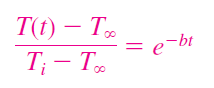 T(t) − T∞
Tᵢ − T∞
= e⁻ᵇᵗ